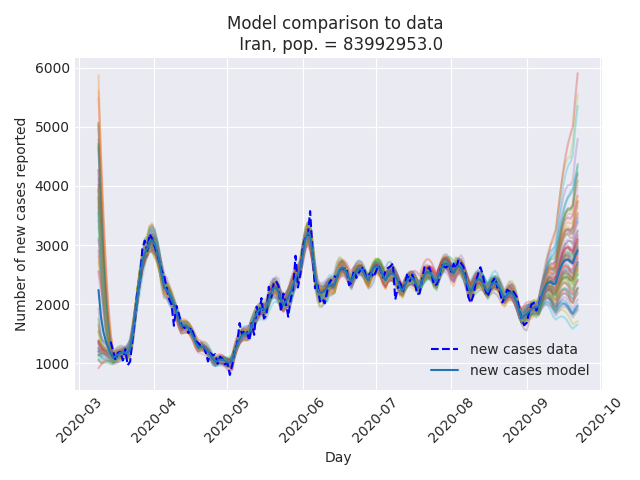 Model comparison to data
Iran, pop. = 83992953.0
Number of new cases reported
6000
5000
4000
3000
2000
1000
new cases data
new cases model
2020-03
2020-04
2020-05
2020-06
2020-07
2020-08
2020-09
2020-10
Day